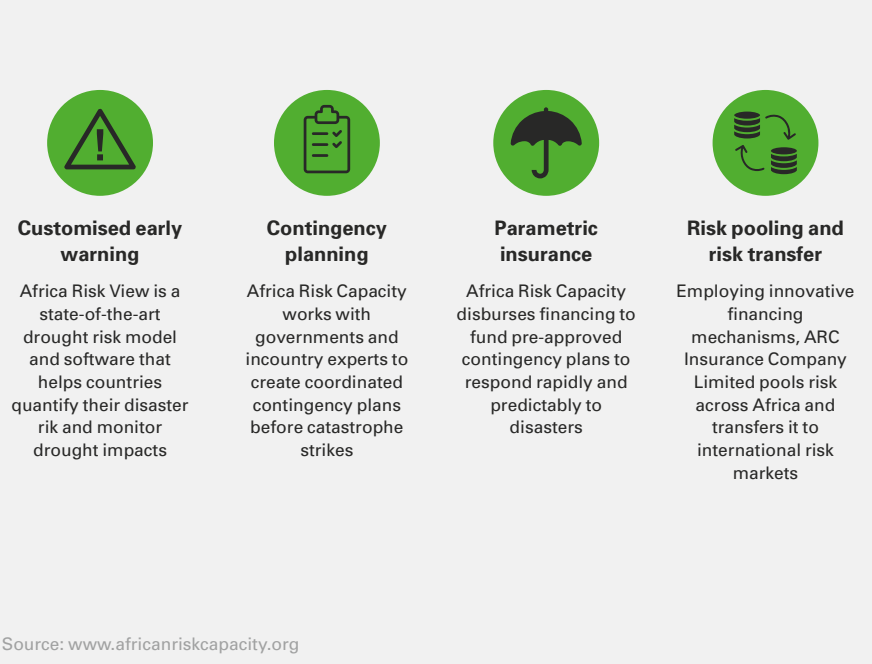 Customised early
warning
Africa Risk View is a
state-of-the-art
drought risk model
and software that
helps countries
quantify their disaster
rik and monitor
drought impacts
Contingency
planning
Africa Risk Capacity
works with
governments and
incountry experts to
create coordinated
contingency plans
before catastrophe
strikes
Parametric
insurance
Africa Risk Capacity
disburses financing to
fund pre-approved
contingency plans to
respond rapidly and
predictably to
disasters
Risk pooling and
risk transfer
Employing innovative
financing
mechanisms, ARC
Insurance Company
Limited pools risk
across Africa and
transfers it to
international risk
markets
Source: www.africanriskcapacity.org